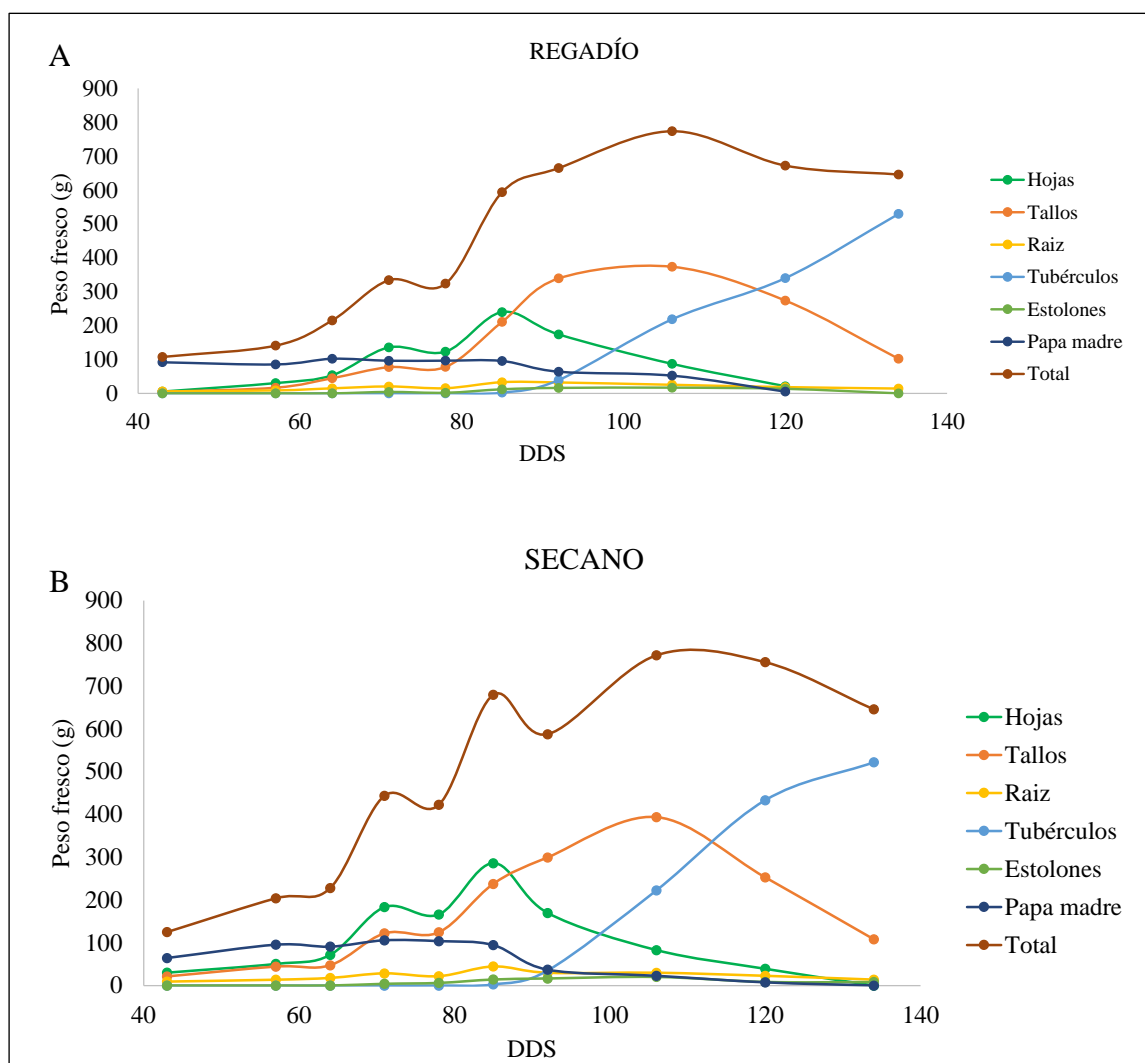 A
REGADÍO
900
800
700
600
500
400
300
200
100
0
Peso fresco (g)
40
60
80
100
120
140
DDS
Hojas
Tallos
Raiz
Tubérculos
Estolones
Papa madre
Total
B
SECANO
900
800
700
600
500
400
300
200
100
0
Peso fresco (g)
40
60
80
100
120
140
DDS
Hojas
Tallos
Raiz
Tubérculos
Estolones
Papa madre
Total